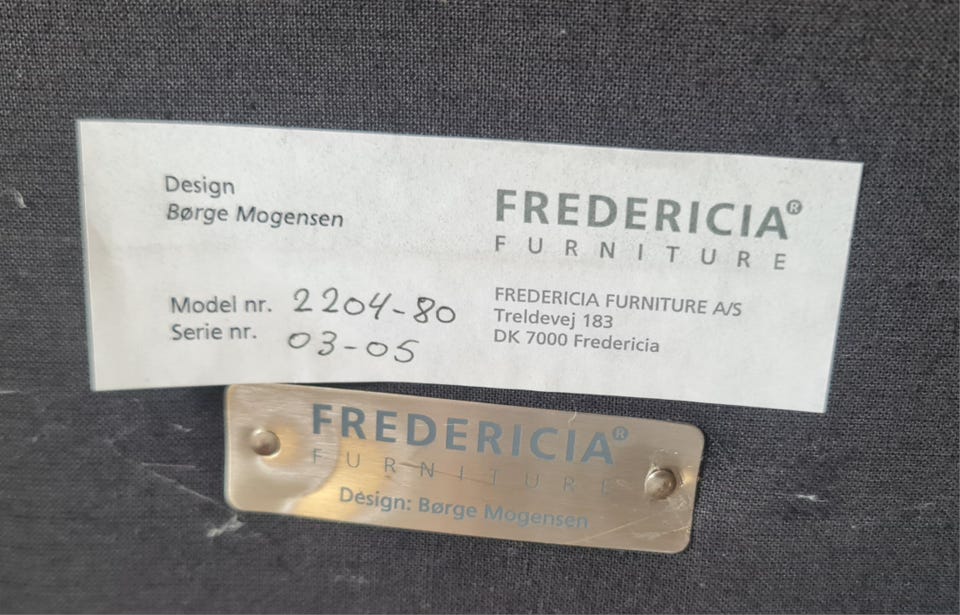 Design
Børge Mogensen
FREDERICIA®
FURNITURE
Model nr. 2204-80
Serie nr. 03-05
FREDERICIA FURNITURE A/S
Treldevej 183
DK 7000 Fredericia
FREDERICIA®
FURNITURE
Design: Børge Mogensen